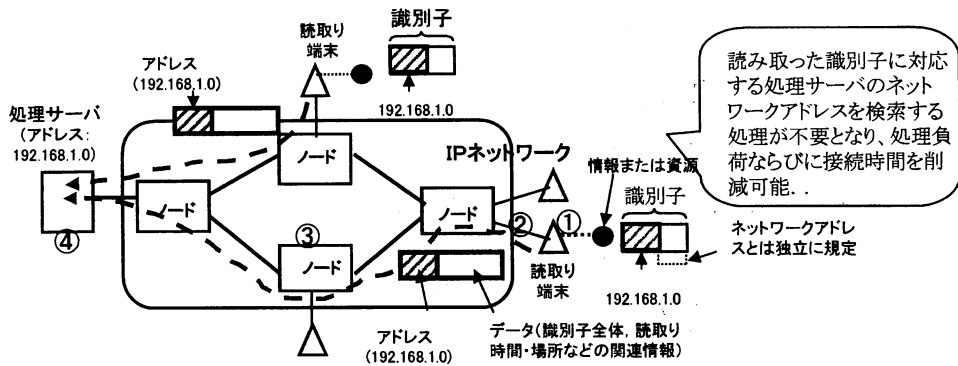 識別子
読取り
端末
アドレス
(192.168.1.0)
192.168.1.0
処理サーバ
(アドレス:
192.168.1.0)
ノード
IPネットワーク
情報または資源
読み取った識別子に対応
する処理サーバのネット
ワークアドレスを検索する
処理が不要となり、処理負
荷ならびに接続時間を削
減可能. .
識別子
ネットワークアドレ
スとは独立に規定
ノード
ノード
②
①
④
③
ノード
読取り
端末
192.168.1.0
アドレス
(192.168.1.0)
データ(識別子全体, 読取り
時間・場所などの関連情報)